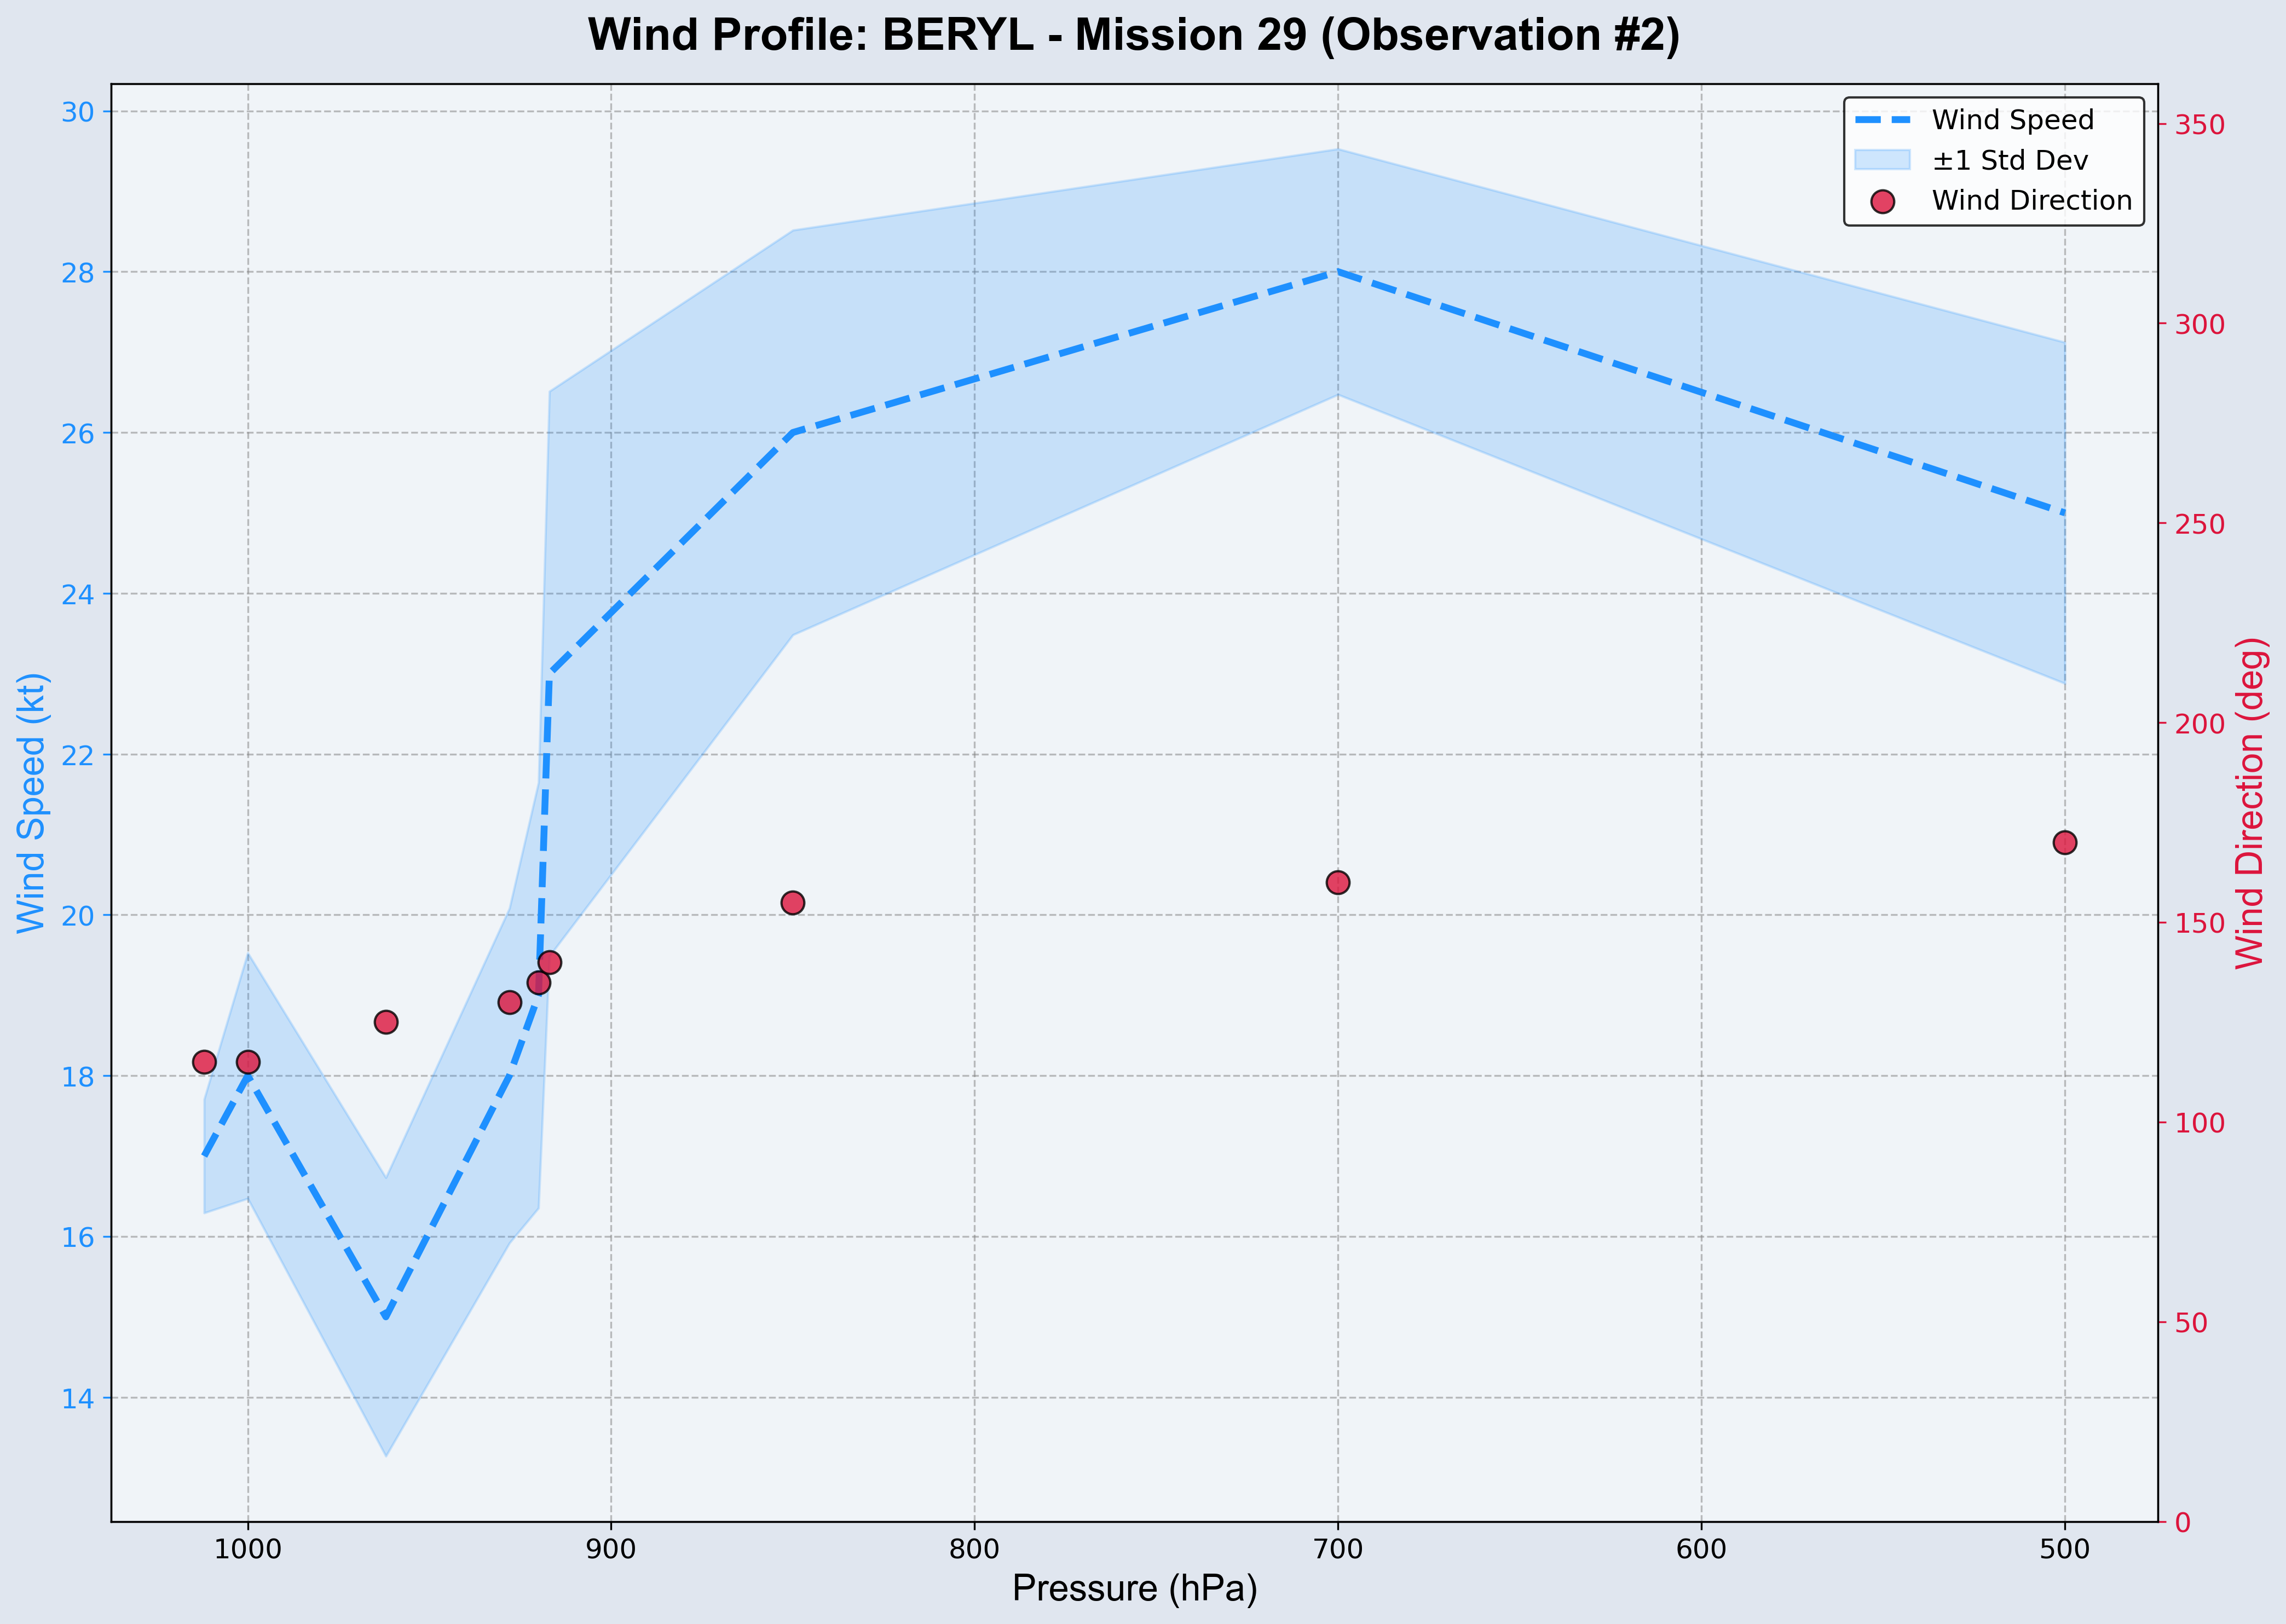 Wind Profile: BERYL - Mission 29 (Observation #2)
Wind Speed
±1 Std Dev
Wind Direction
30
28
26
24
22
20
18
16
14
Wind Speed (kt)
350
300
250
200
150
100
50
0
Wind Direction (deg)
1000 900 800 700 600 500
Pressure (hPa)